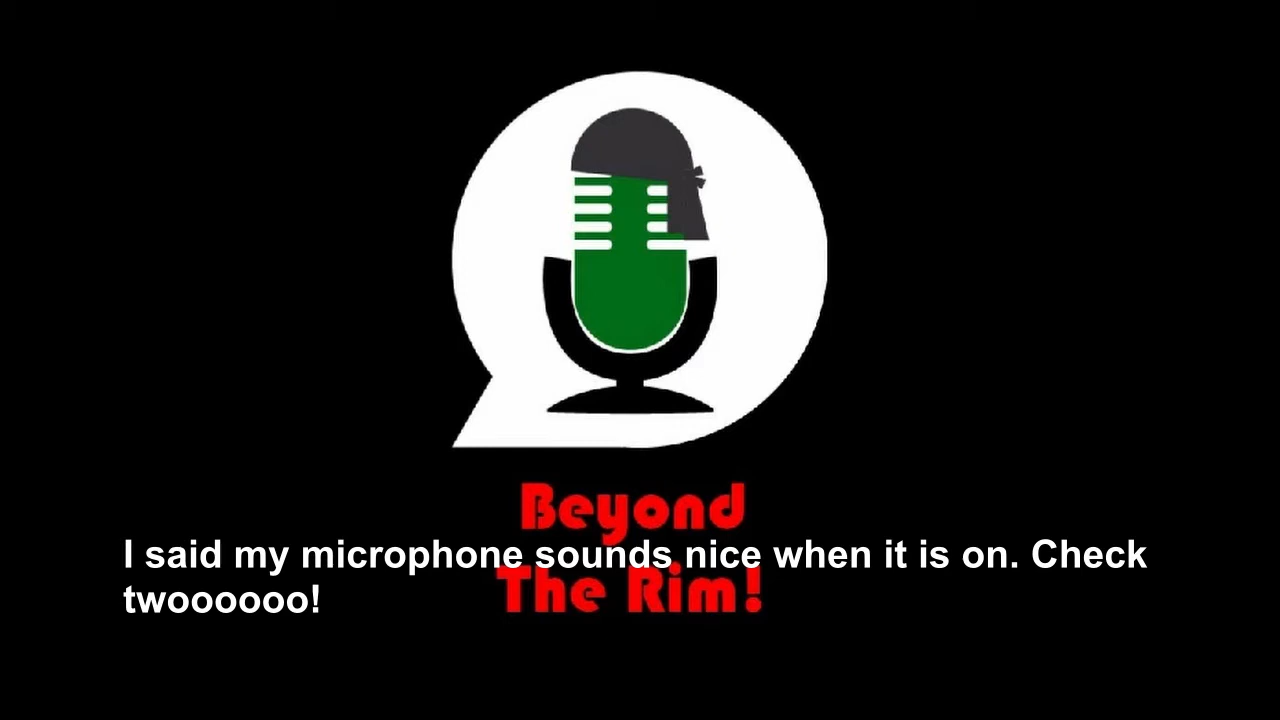 Beyond
I said my microphone sounds nice when it is on. Check
The Rim!
twoooooo!